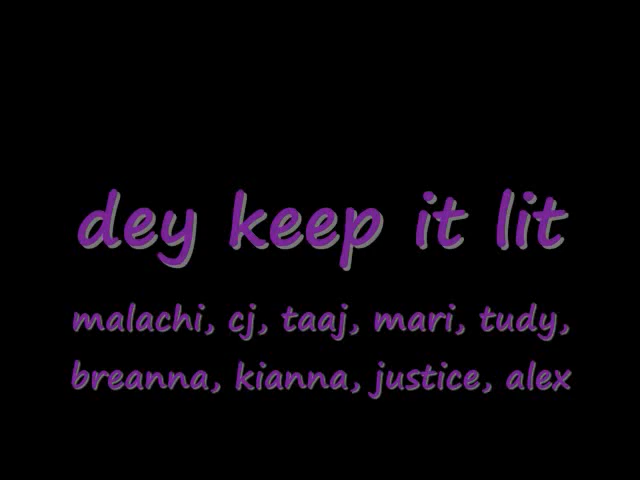 dey keep it lit
malachi, cj, taaj, mari, tudy,
breanna, kianna, justice, alex